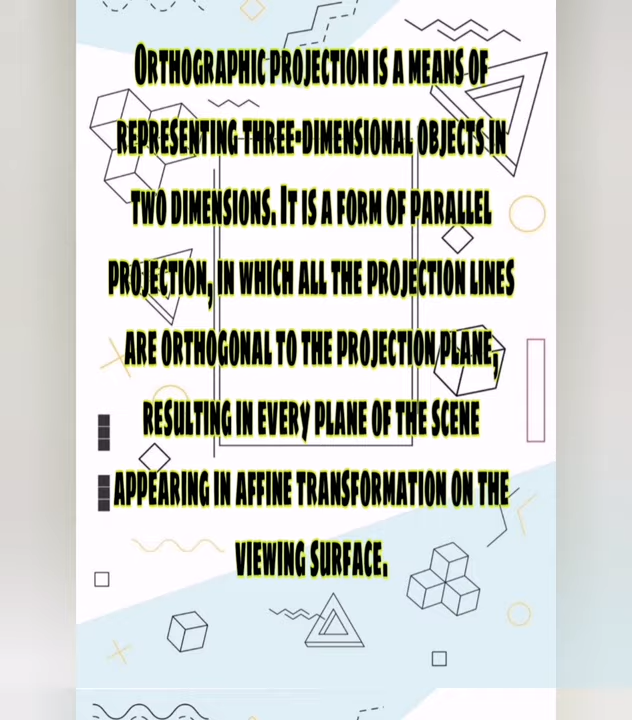 Orthographic projection is a means of
representing three-dimensional objects in
two dimensions. It is a form of parallel
projection, in which all the projection lines
are orthogonal to the projection plane,
resulting in every plane of the scene
appearing in affine transformation on the
viewing surface.